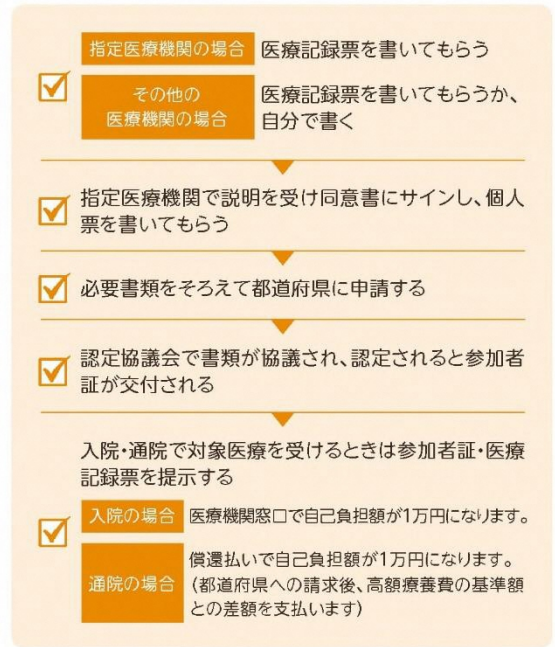 指定医療機関の場合 医療記録票を書いてもらう
その他の
医療機関の場合
医療記録票を書いてもらうか、
自分で書く
指定医療機関で説明を受け同意書にサインし、個人
票を書いてもらう
必要書類をそろえて都道府県に申請する
認定協議会で書類が協議され、認定されると参加者
証が交付される
入院・通院で対象医療を受けるときは参加者証・医療
記録票を提示する
入院の場合 医療機関窓口で自己負担額が1万円になります。
通院の場合
償還払いで自己負担額が1万円になります。
(都道府県への請求後、高額療養費の基準額
との差額を支払います)